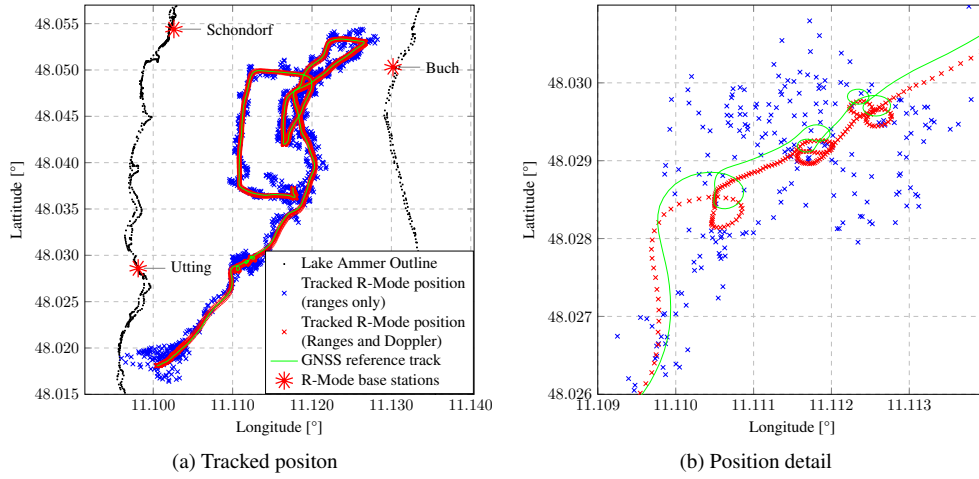 48.055
48.050
48.045
48.040
48.035
48.030
48.025
48.020
48.015
Lattitude [°]
Schondorf
Buch
Utting
Lake Ammer Outline
Tracked R-Mode position
(ranges only)
Tracked R-Mode position
(Ranges and Doppler)
GNSS reference track
R-Mode base stations
11.100 11.110 11.120 11.130 11.140
Longitude [°]
(a) Tracked positon
48.030
48.029
48.028
48.027
48.026
Lattitude [°]
11.109 11.110 11.111 11.112 11.113
Longitude [°]
(b) Position detail